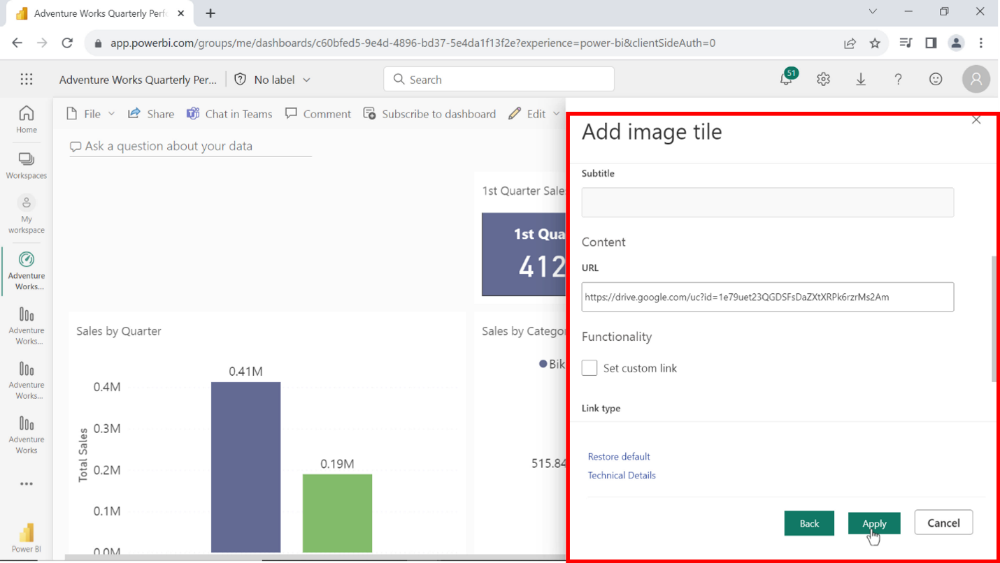 Adventure Works Quarterly Perf
app.powerbi.com/groups/me/dashboards/c60bfed5-9e4d-4896-bd37-5e4da1f13f2e?experience=power-bi&clientSideAuth=0
Adventure Works Quarterly Per...
No label
Search
51
Home
Workspaces
My
workspace
Adventure
Works...
Adventure
Works...
Adventure
Works...
Adventure
Works
Power BI
File
Share
Chat in Teams
Comment
Subscribe to dashboard
Edit
Ask a question about your data
1st Quarter Sale
1st Qua
412
Sales by Quarter
0.41M
0.4M
0.3M
0.19M
0.2M
0.1M
0.0M
Total Sales
Sales by Catego
Bik
515.84
Add image tile
Subtitle
Content
URL
https://drive.google.com/uc?id=1e79uet23QGDSFsDaZXtXRPk6rzrMs2Am
Functionality
Set custom link
Link type
Restore default
Technical Details
Back
Apply
Cancel